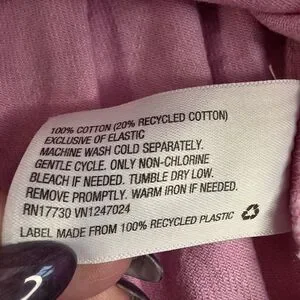 100% COTTON (20% RECYCLED COTTON)
EXCLUSIVE OF ELASTIC
MACHINE WASH COLD SEPARATELY.
GENTLE CYCLE. ONLY NON-CHLORINE
BLEACH IF NEEDED. TUMBLE DRY LOW.
REMOVE PROMPTLY. WARM IRON IF NEEDED.
RN17730 VN1247024
LABEL MADE FROM 100% RECYCLED PLASTIC